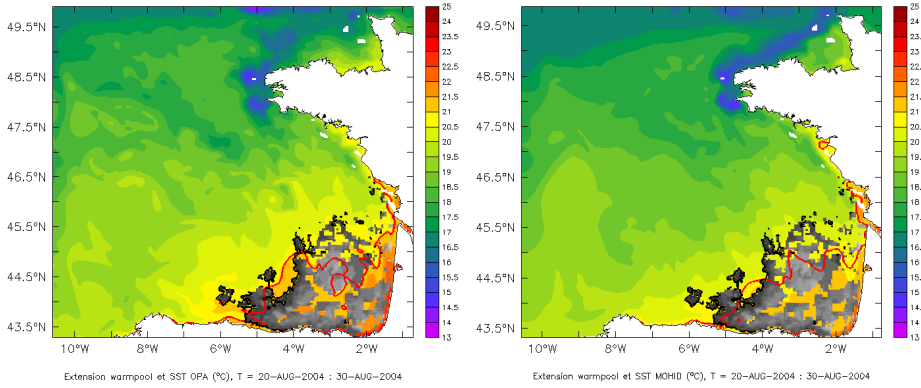 49.5°N
48.5°N
47.5°N
46.5°N
45.5°N
44.5°N
43.5°N
10°W 8°W 6°W 4°W 2°W
25
24
23.5
23
22.5
22
21.5
21
20.5
20
19.5
19
18.5
18
17.5
17
16.5
16
15.5
15
14.5
14
13.5
13
Extension warmpool et SST OPA (°C), T = 20-AUG-2004 : 30-AUG-2004
49.5°N
48.5°N
47.5°N
46.5°N
45.5°N
44.5°N
43.5°N
10°W 8°W 6°W 4°W 2°W
25
24
23.5
23
22.5
22
21.5
21
20.5
20
19.5
19
18.5
18
17.5
17
16.5
16
15.5
15
14.5
14
13.5
13
Extension warmpool et SST MOHID (°C), T = 20-AUG-2004 : 30-AUG-2004